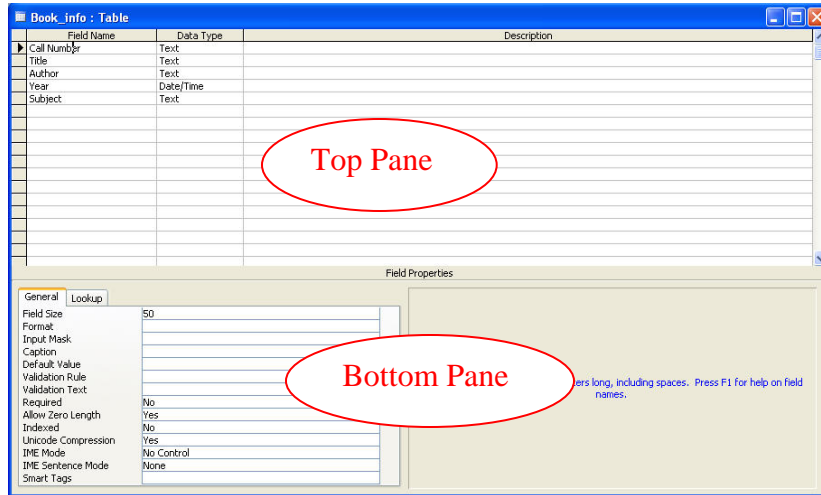 Book_info : Table
Field Name Data Type Description
Call Number Text
Title Text
Author Text
Year Date/Time
Subject Text
Top Pane
Field Properties
General Lookup
Field Size 50
Format
Input Mask
Caption
Default Value
Validation Rule
Validation Text
Required No
Allow Zero Length Yes
Indexed No
Unicode Compression Yes
IME Mode No Control
IME Sentence Mode None
Smart Tags
Bottom Pane
long, including spaces. Press F1 for help on field
names.